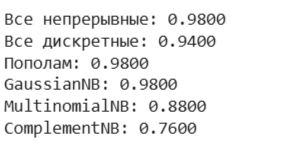 Все непрерывные: 0.9800
Все дискретные: 0.9400
Пополам: 0.9800
GaussianNB: 0.9800
MultinomialNB: 0.8800
ComplementNB: 0.7600